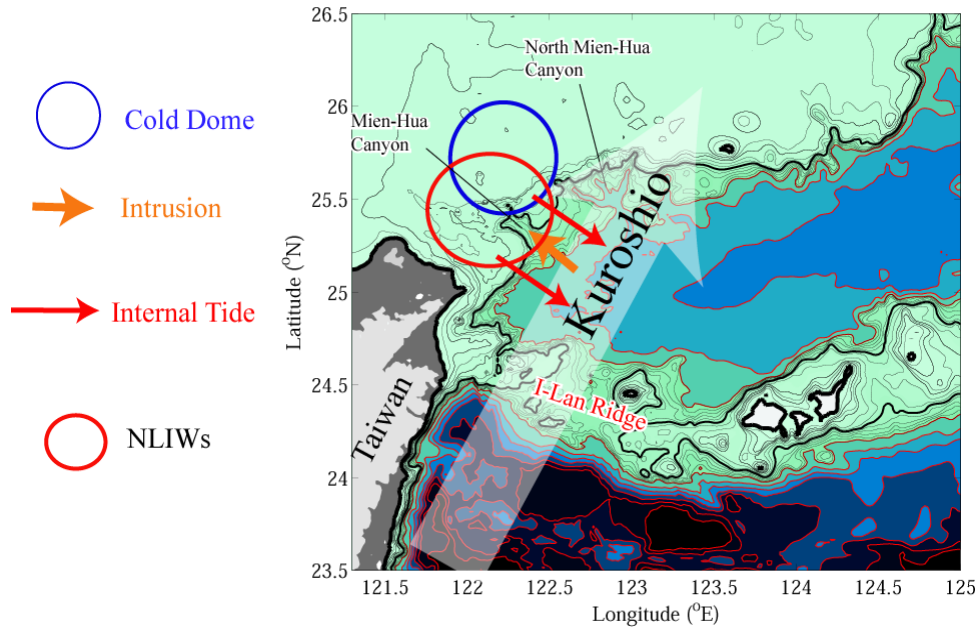 Cold Dome
Intrusion
Internal Tide
NLIWs
26.5
26
25.5
25
24.5
24
23.5
Latitude (°N)
North Mien-Hua
Canyon
Mien-Hua
Canyon
Kuroshio
I-Lan Ridge
Taiwan
121.5
122
122.5
123
123.5
124
124.5
125
Longitude (°E)